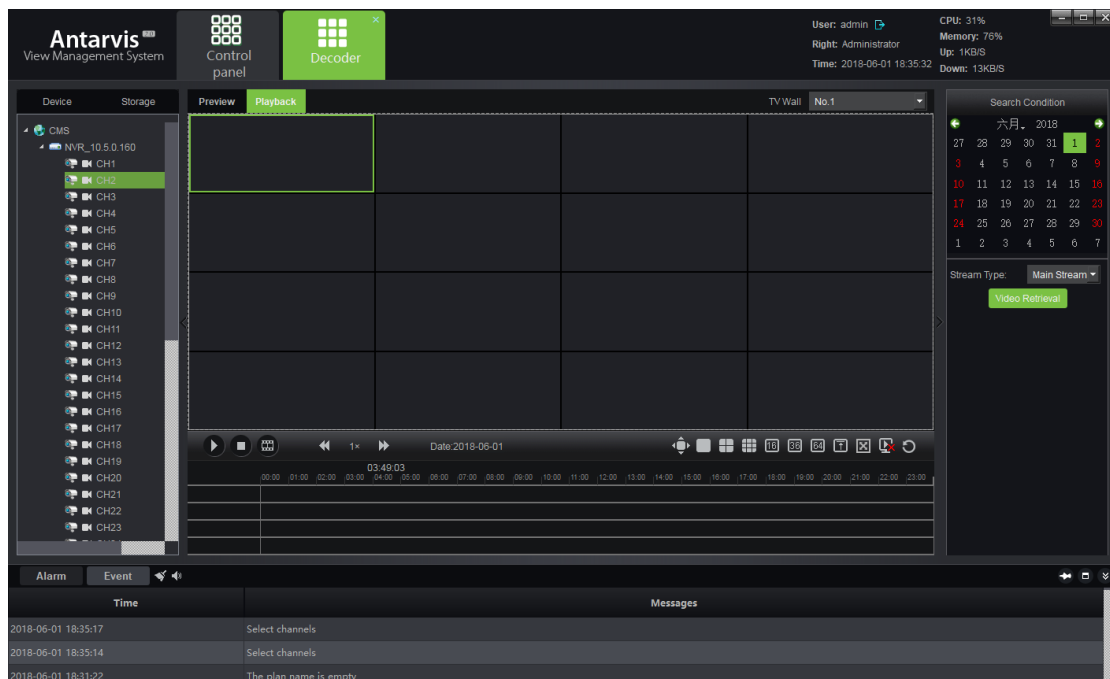 Antarvis 2.0
View Management System
Control
panel
Decoder
User: admin
Right: Administrator
Time: 2018-06-01 18:35:32
CPU: 31%
Memory: 76%
Up: 1KB/S
Down: 13KB/S
Device Storage
CMS
NVR_10.5.0.160
CH1
CH2
CH3
CH4
CH5
CH6
CH7
CH8
CH9
CH10
CH11
CH12
CH13
CH14
CH15
CH16
CH17
CH18
CH19
CH20
CH21
CH22
CH23
Preview Playback TV Wall No.1
1× Date:2018-06-01 16 36 64
03:49:03
00:00 01:00 02:00 03:00 04:00 05:00 06:00 07:00 08:00 09:00 10:00 11:00 12:00 13:00 14:00 15:00 16:00 17:00 18:00 19:00 20:00 21:00 22:00 23:00
Search Condition
六月, 2018
27 28 29 30 31 1 2
3 4 5 6 7 8 9
10 11 12 13 14 15 16
17 18 19 20 21 22 23
24 25 26 27 28 29 30
1 2 3 4 5 6 7
Stream Type: Main Stream
Video Retrieval
Alarm Event
Time Messages
2018-06-01 18:35:17 Select channels
2018-06-01 18:35:14 Select channels
2018-06-01 18:31:22 The plan name is empty